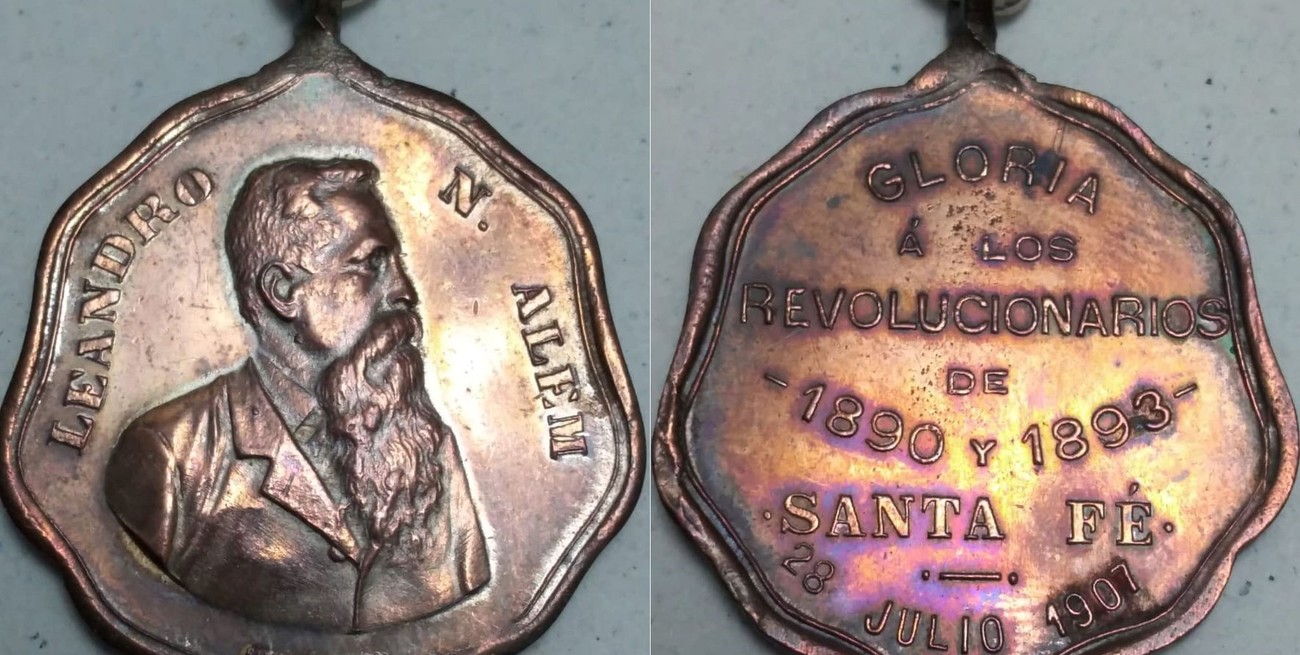 LEANDRO N. ALEM
GLORIA
Á LOS
REVOLUCIONARIOS
DE
-1890 Y 1893-
·SANTA FÉ·
28 JULIO 1907